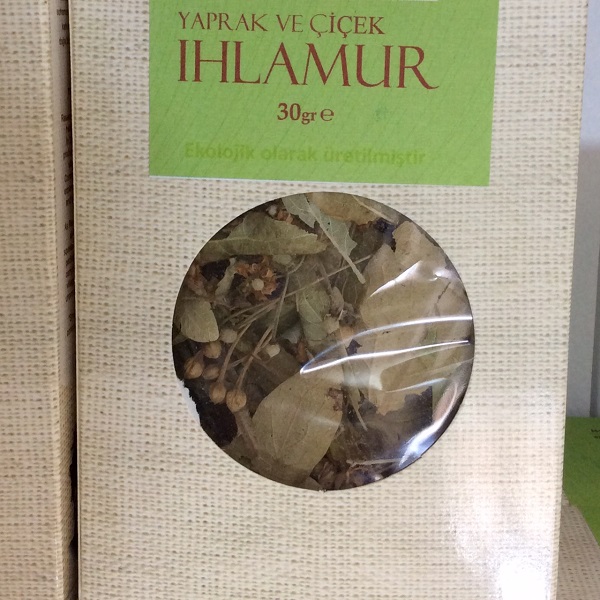 YAPRAK VE ÇİÇEK
IHLAMUR
30gr ℮
Ekolojik olarak üretilmiştir